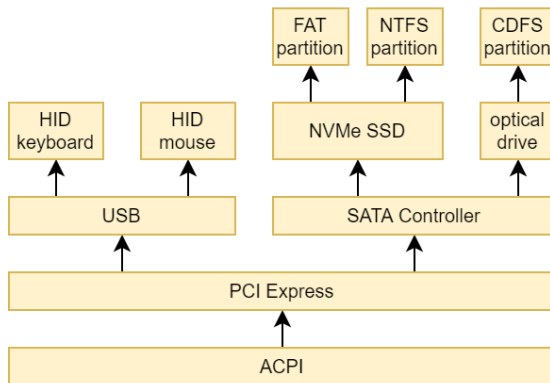 FAT
partition
NTFS
partition
CDFS
partition
HID
keyboard
HID
mouse
NVMe SSD
optical
drive
USB
SATA Controller
PCI Express
ACPI